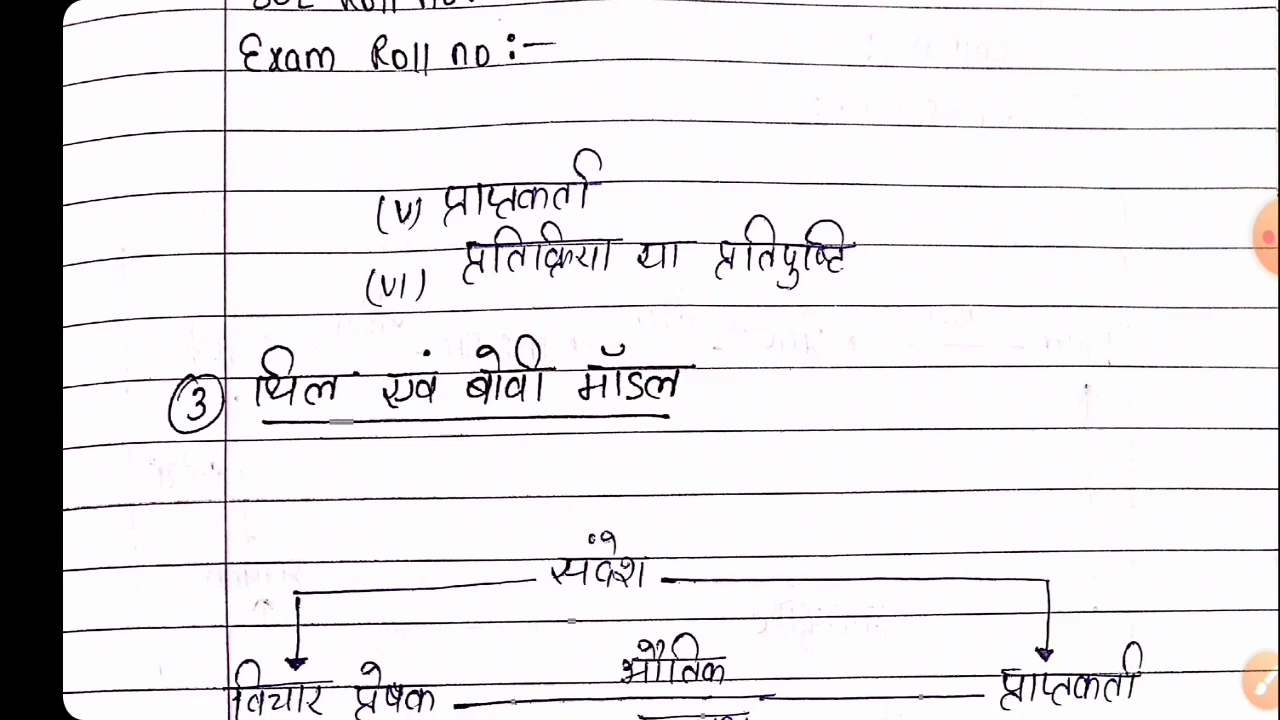 Exam Roll no :-
(V) प्राप्तकर्ता
(VI) प्रतिक्रिया या प्रतिपुष्टि
③ थिल एवं बोवी मॉडल
संदेश
भौतिक
विचार प्रेषक प्राप्तकर्ता